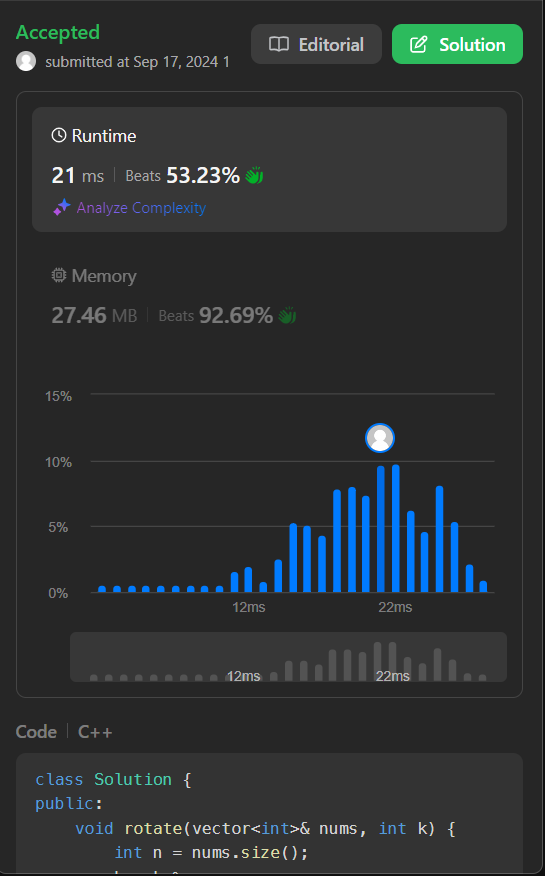 Accepted
Editorial
Solution
submitted at Sep 17, 2024 1
Runtime
21 ms | Beats 53.23%
Analyze Complexity
Memory
27.46 MB | Beats 92.69%
15%
10%
5%
0%
12ms 22ms
12ms 22ms
Code | C++
class Solution {
public:
    void rotate(vector<int>& nums, int k) {
        int n = nums.size();